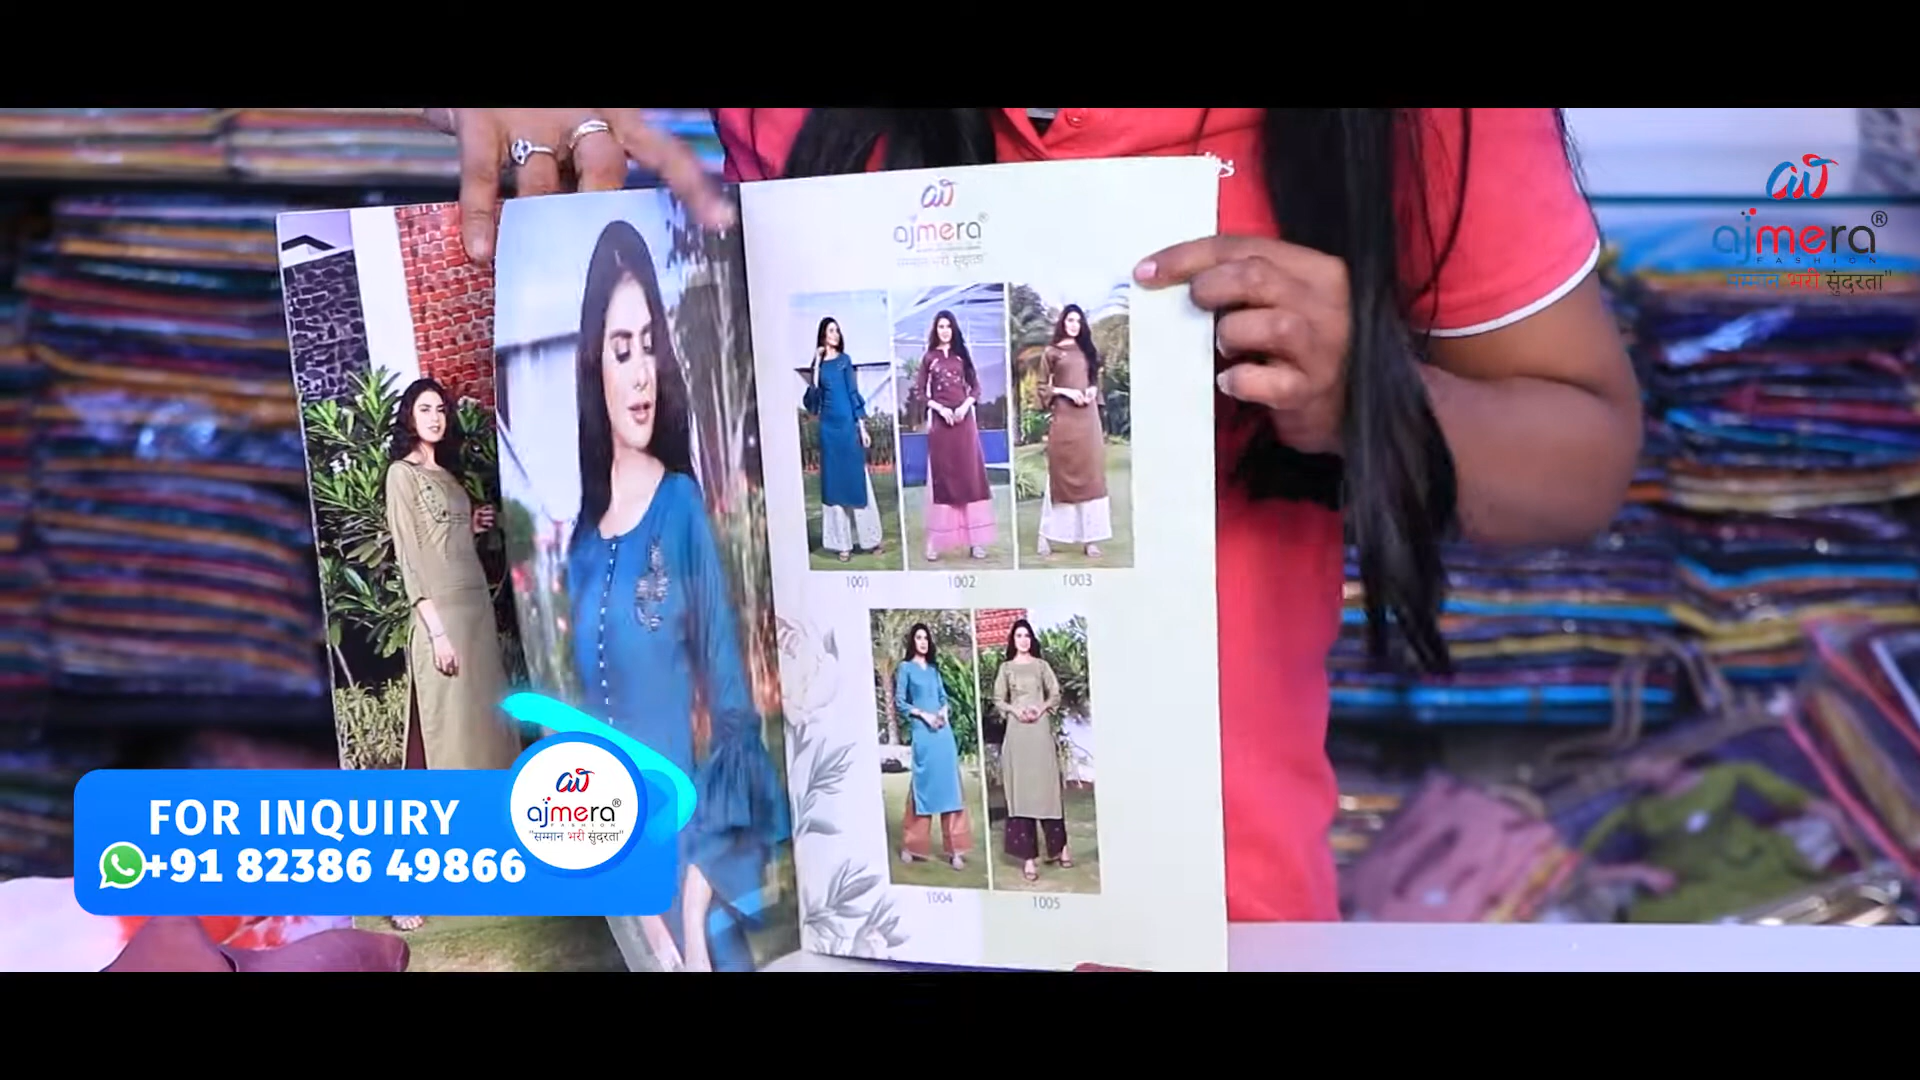 ajmera®
सम्मान भरी सुंदरता
1001 1002 1003
1004 1005
ajmera®
FASHION
सम्मान भरी सुंदरता"
FOR INQUIRY
+91 82386 49866
ajmera®
FASHION
"सम्मान भरी सुंदरता"